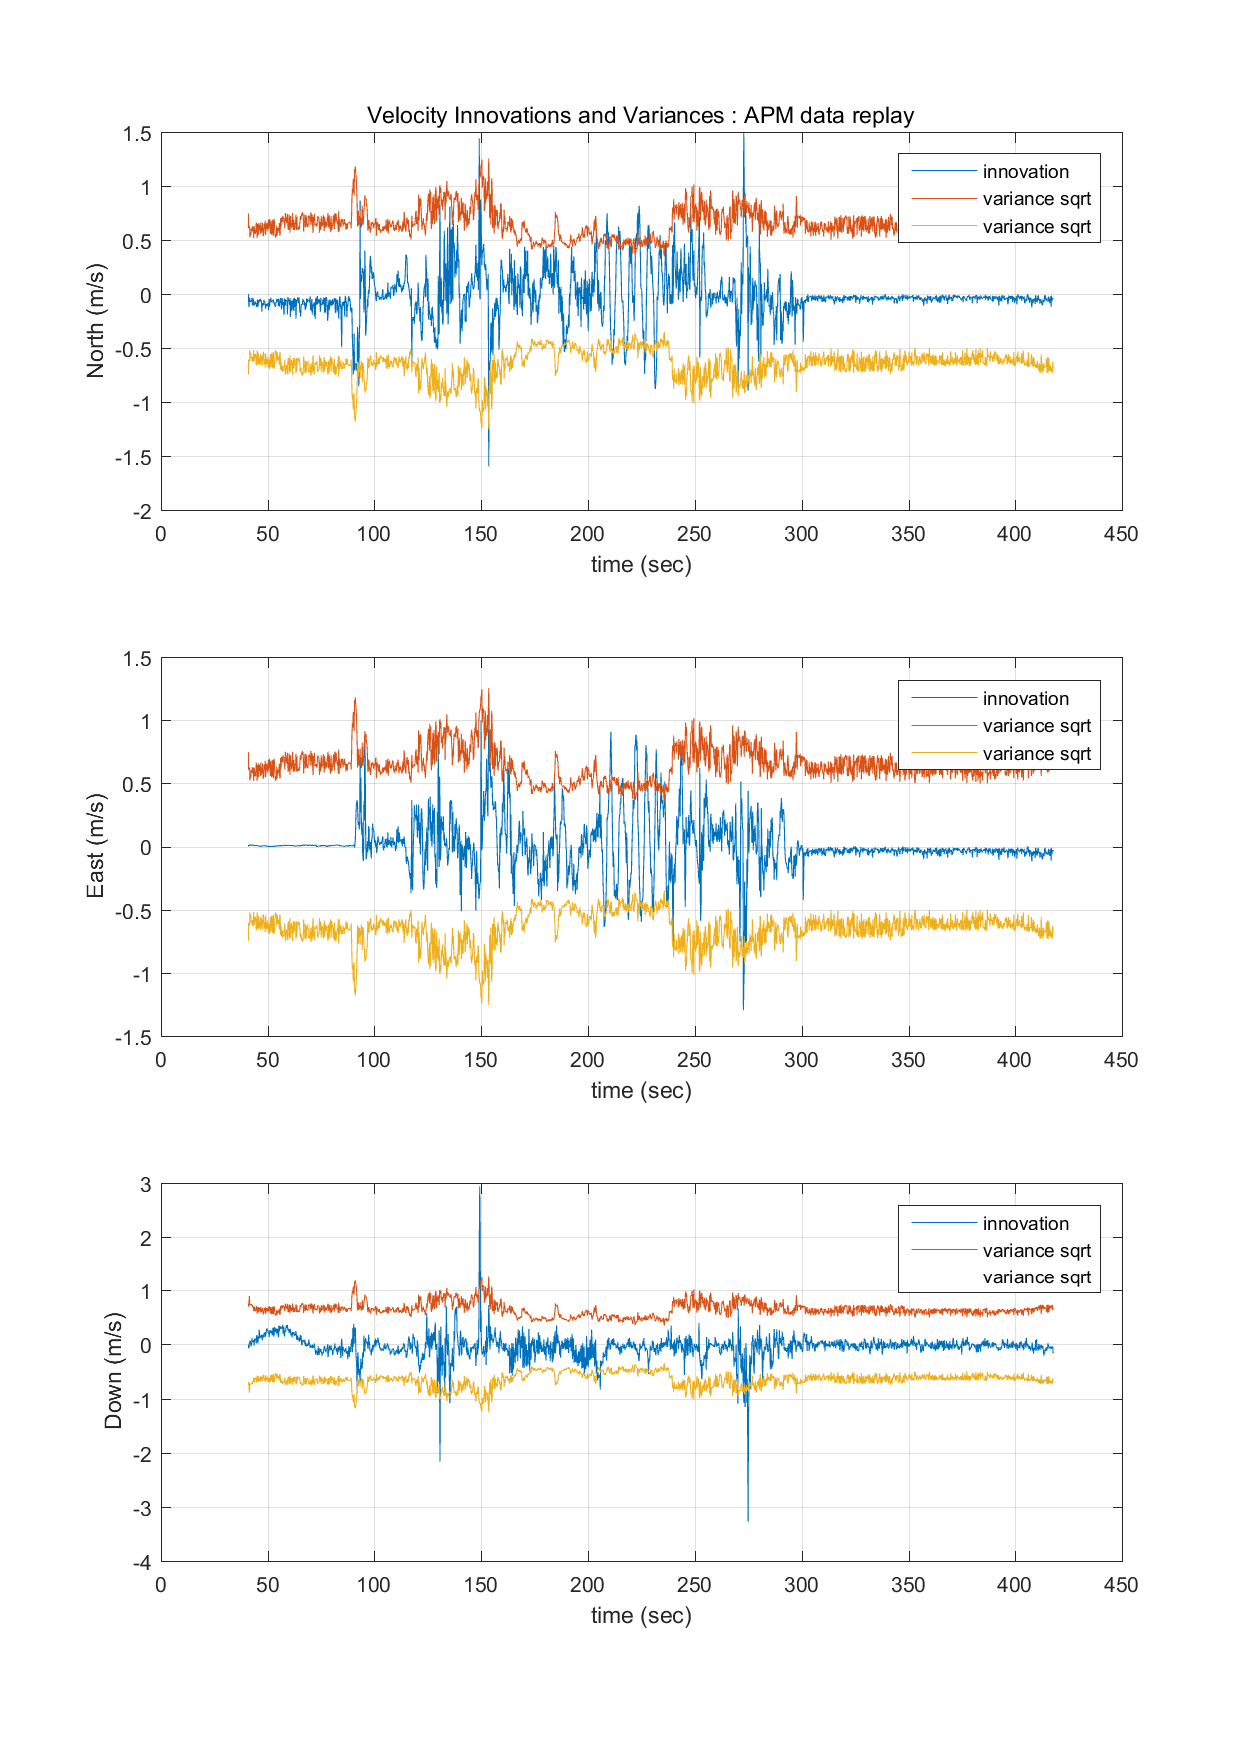 Velocity Innovations and Variances : APM data replay
1.5
1
0.5
0
-0.5
-1
-1.5
-2
North (m/s)
innovation
variance sqrt
variance sqrt
0 50 100 150 200 250 300 350 400 450
time (sec)
1.5
1
0.5
0
-0.5
-1
-1.5
East (m/s)
innovation
variance sqrt
variance sqrt
0 50 100 150 200 250 300 350 400 450
time (sec)
3
2
1
0
-1
-2
-3
-4
Down (m/s)
innovation
variance sqrt
variance sqrt
0 50 100 150 200 250 300 350 400 450
time (sec)